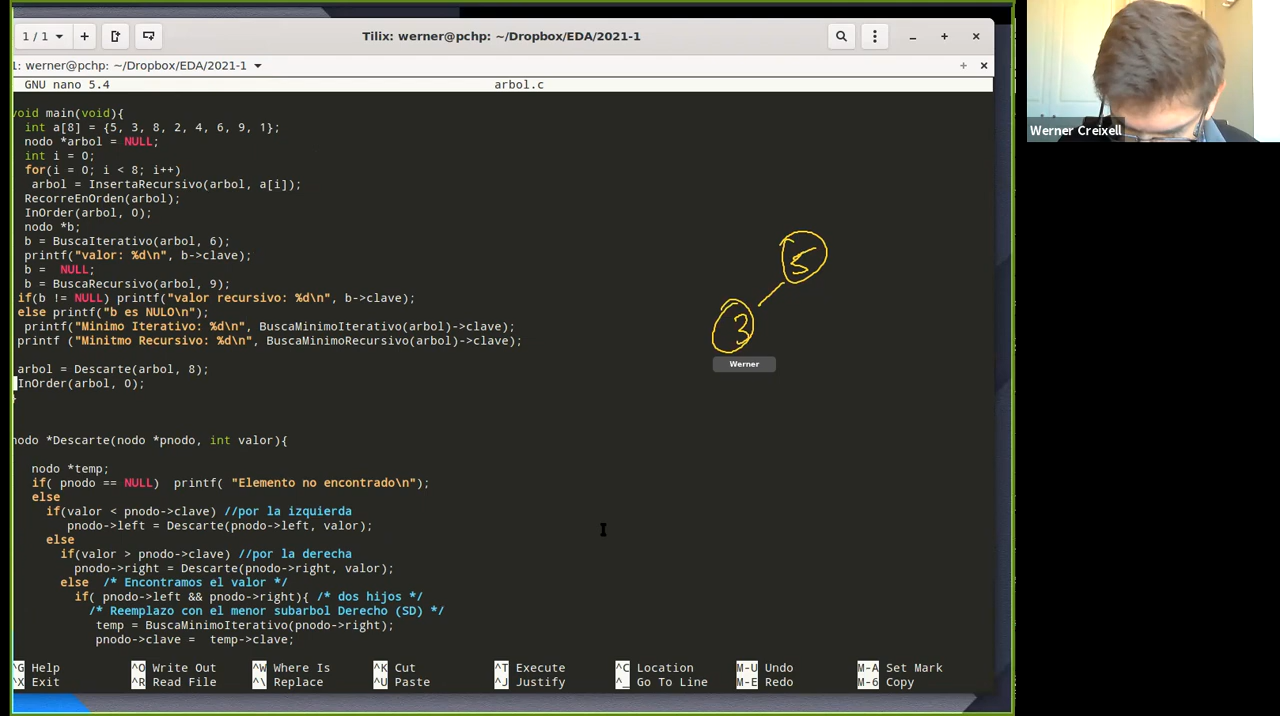 1 / 1
Tilix: werner@pchp: ~/Dropbox/EDA/2021-1
1: werner@pchp: ~/Dropbox/EDA/2021-1
GNU nano 5.4 arbol.c
void main(void){
int a[8] = {5, 3, 8, 2, 4, 6, 9, 1};
nodo *arbol = NULL;
int i = 0;
for(i = 0; i < 8; i++)
arbol = InsertaRecursivo(arbol, a[i]);
RecorreEnOrden(arbol);
InOrder(arbol, 0);
nodo *b;
b = BuscaIterativo(arbol, 6);
printf("valor: %d\n", b->clave);
b =  NULL;
b = BuscaRecursivo(arbol, 9);
if(b != NULL) printf("valor recursivo: %d\n", b->clave);
else printf("b es NULO\n");
printf("Minimo Iterativo: %d\n", BuscaMinimoIterativo(arbol)->clave);
printf ("Minitmo Recursivo: %d\n", BuscaMinimoRecursivo(arbol)->clave);
arbol = Descarte(arbol, 8);
InOrder(arbol, 0);
}
nodo *Descarte(nodo *pnodo, int valor){
nodo *temp;
if( pnodo == NULL)  printf( "Elemento no encontrado\n");
else
if(valor < pnodo->clave) //por la izquierda
pnodo->left = Descarte(pnodo->left, valor);
else
if(valor > pnodo->clave) //por la derecha
pnodo->right = Descarte(pnodo->right, valor);
else  /* Encontramos el valor */
if( pnodo->left && pnodo->right){ /* dos hijos */
/* Reemplazo con el menor subarbol Derecho (SD) */
temp = BuscaMinimoIterativo(pnodo->right);
pnodo->clave =  temp->clave;
^G Help ^O Write Out ^W Where Is ^K Cut ^T Execute ^C Location M-U Undo M-A Set Mark
^X Exit ^R Read File ^\ Replace ^U Paste ^J Justify ^_ Go To Line M-E Redo M-6 Copy
5
3
Werner
Werner Creixell